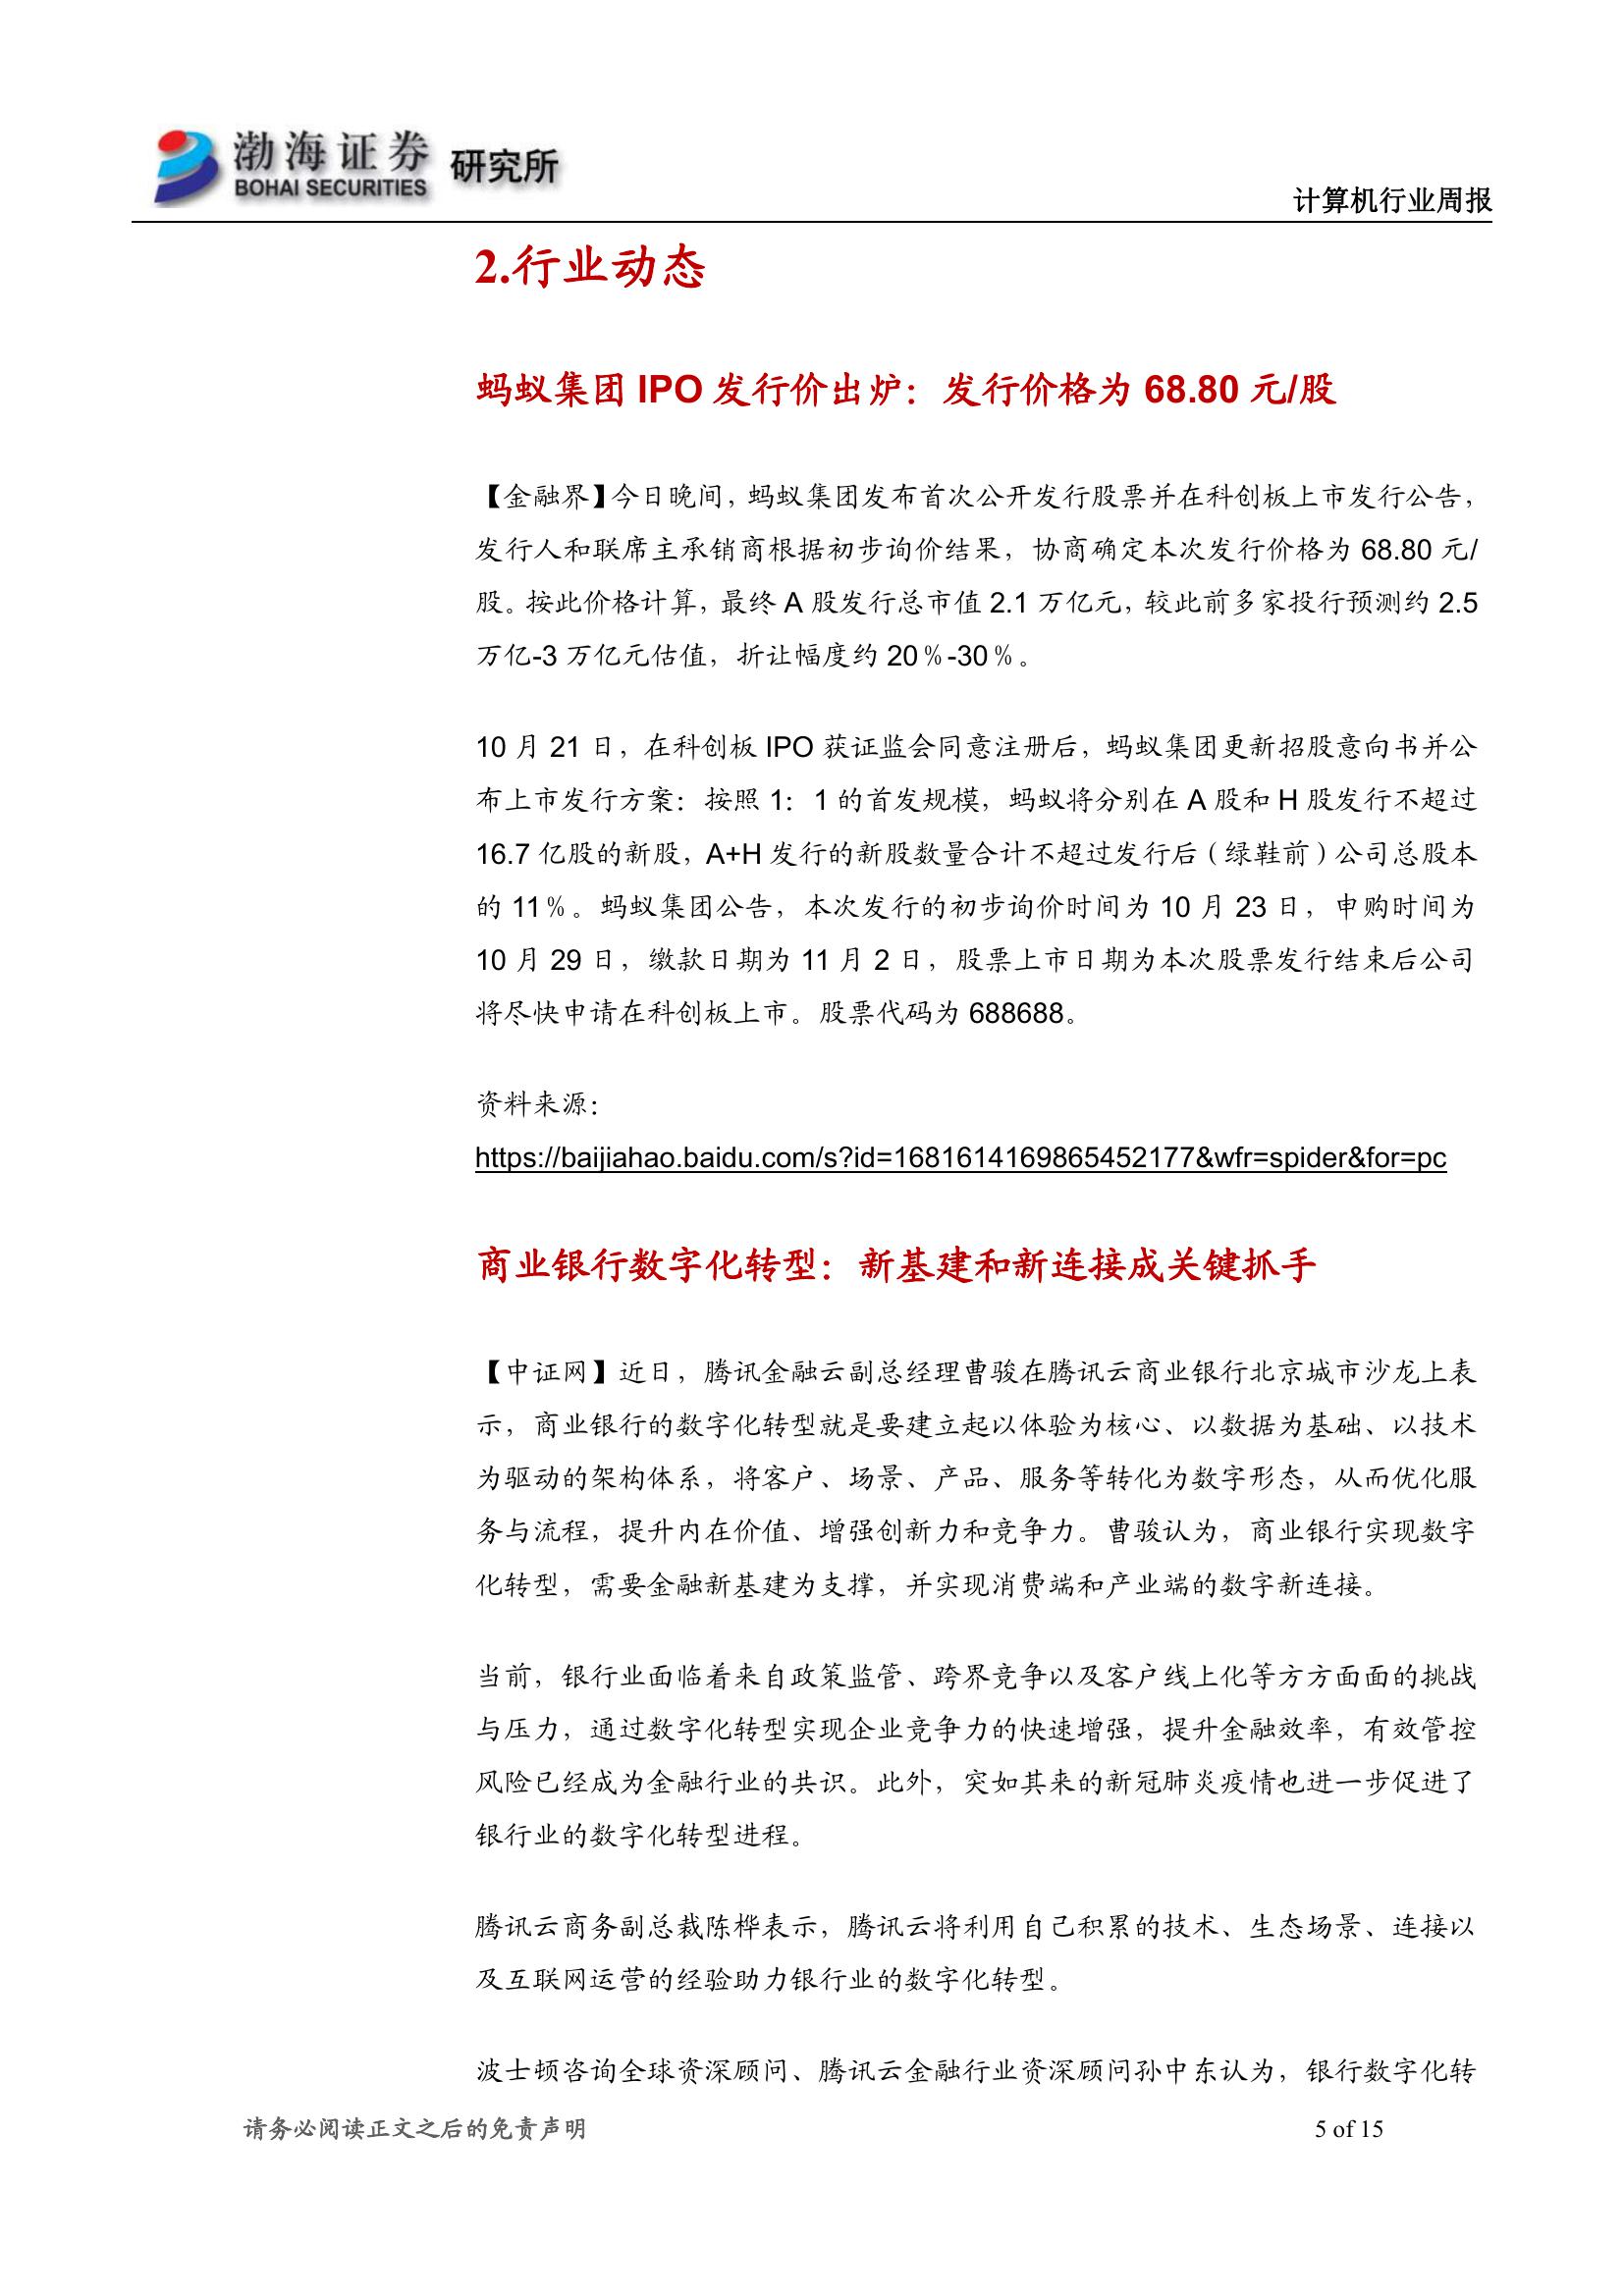 渤海证券 研究所
BOHAI SECURITIES
计算机行业周报
2.行业动态
蚂蚁集团 IPO 发行价出炉：发行价格为 68.80 元/股
【金融界】今日晚间，蚂蚁集团发布首次公开发行股票并在科创板上市发行公告，
发行人和联席主承销商根据初步询价结果，协商确定本次发行价格为 68.80 元/
股。按此价格计算，最终 A 股发行总市值 2.1 万亿元，较此前多家投行预测约 2.5
万亿-3 万亿元估值，折让幅度约 20％-30％。
10 月 21 日，在科创板 IPO 获证监会同意注册后，蚂蚁集团更新招股意向书并公
布上市发行方案：按照 1：1 的首发规模，蚂蚁将分别在 A 股和 H 股发行不超过
16.7 亿股的新股，A+H 发行的新股数量合计不超过发行后（绿鞋前）公司总股本
的 11％。蚂蚁集团公告，本次发行的初步询价时间为 10 月 23 日，申购时间为
10 月 29 日，缴款日期为 11 月 2 日，股票上市日期为本次股票发行结束后公司
将尽快申请在科创板上市。股票代码为 688688。
资料来源：
https://baijiahao.baidu.com/s?id=1681614169865452177&wfr=spider&for=pc
商业银行数字化转型：新基建和新连接成关键抓手
【中证网】近日，腾讯金融云副总经理曹骏在腾讯云商业银行北京城市沙龙上表
示，商业银行的数字化转型就是要建立起以体验为核心、以数据为基础、以技术
为驱动的架构体系，将客户、场景、产品、服务等转化为数字形态，从而优化服
务与流程，提升内在价值、增强创新力和竞争力。曹骏认为，商业银行实现数字
化转型，需要金融新基建为支撑，并实现消费端和产业端的数字新连接。
当前，银行业面临着来自政策监管、跨界竞争以及客户线上化等方方面面的挑战
与压力，通过数字化转型实现企业竞争力的快速增强，提升金融效率，有效管控
风险已经成为金融行业的共识。此外，突如其来的新冠肺炎疫情也进一步促进了
银行业的数字化转型进程。
腾讯云商务副总裁陈桦表示，腾讯云将利用自己积累的技术、生态场景、连接以
及互联网运营的经验助力银行业的数字化转型。
波士顿咨询全球资深顾问、腾讯云金融行业资深顾问孙中东认为，银行数字化转
请务必阅读正文之后的免责声明
5 of 15